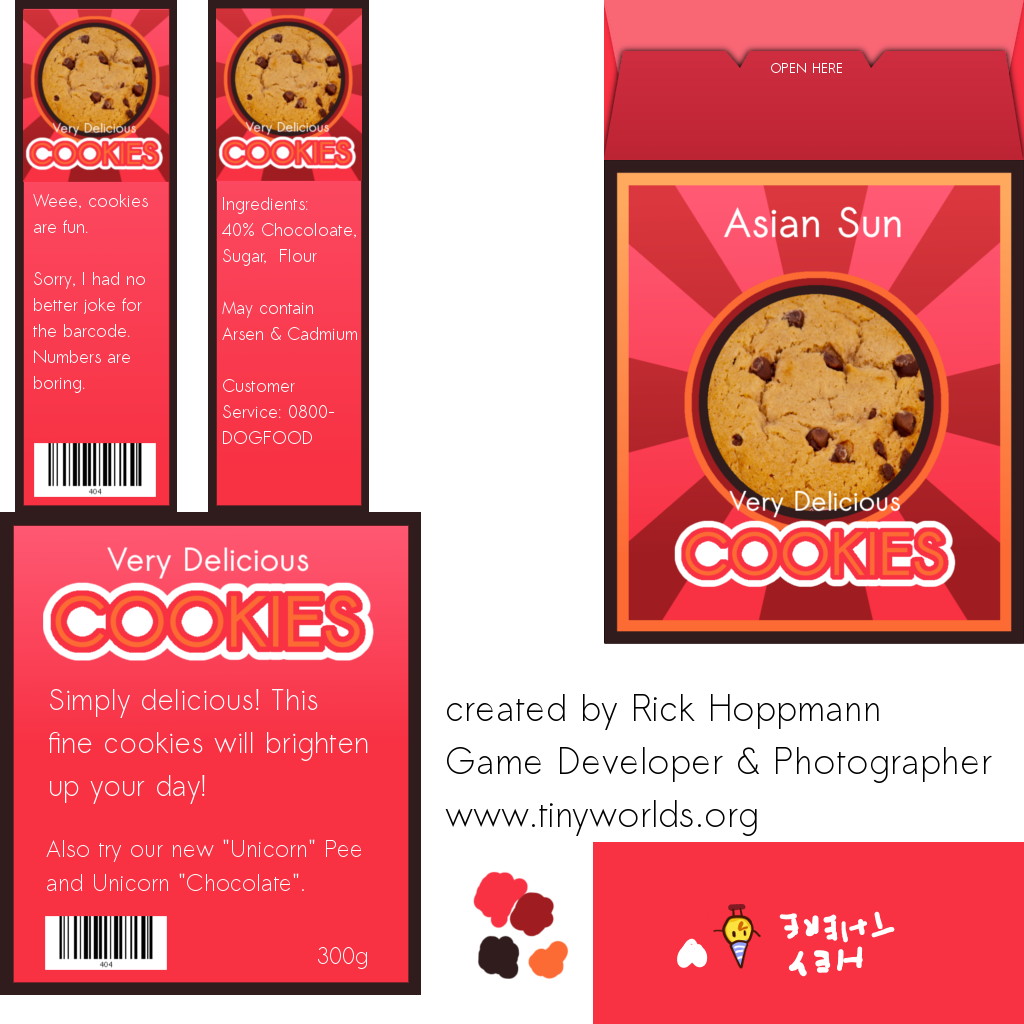 Very Delicious
COOKIES
Weee, cookies
are fun.
Sorry, I had no
better joke for
the barcode.
Numbers are
boring.
404
Very Delicious
COOKIES
Ingredients:
40% Chocoloate,
Sugar, Flour
May contain
Arsen & Cadmium
Customer
Service: 0800-
DOGFOOD
OPEN HERE
Asian Sun
Very Delicious
COOKIES
Very Delicious
COOKIES
Simply delicious! This
fine cookies will brighten
up your day!
Also try our new "Unicorn" Pee
and Unicorn "Chocolate".
404
300g
created by Rick Hoppmann
Game Developer & Photographer
www.tinyworlds.org
HEY
THERE